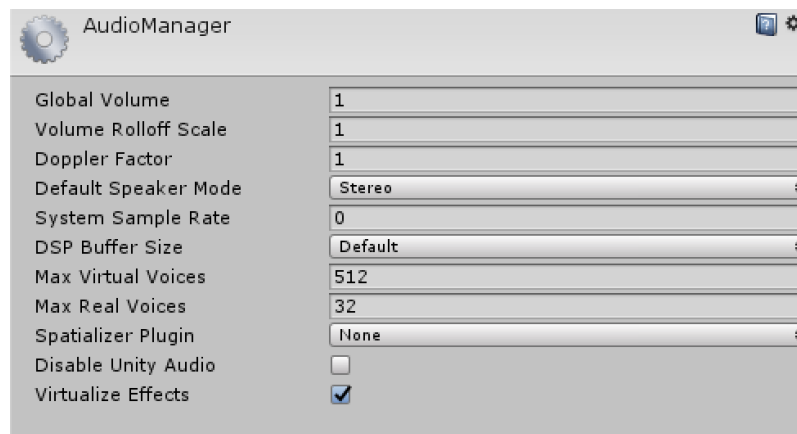 AudioManager
Global Volume 1
Volume Rolloff Scale 1
Doppler Factor 1
Default Speaker Mode Stereo
System Sample Rate 0
DSP Buffer Size Default
Max Virtual Voices 512
Max Real Voices 32
Spatializer Plugin None
Disable Unity Audio
Virtualize Effects